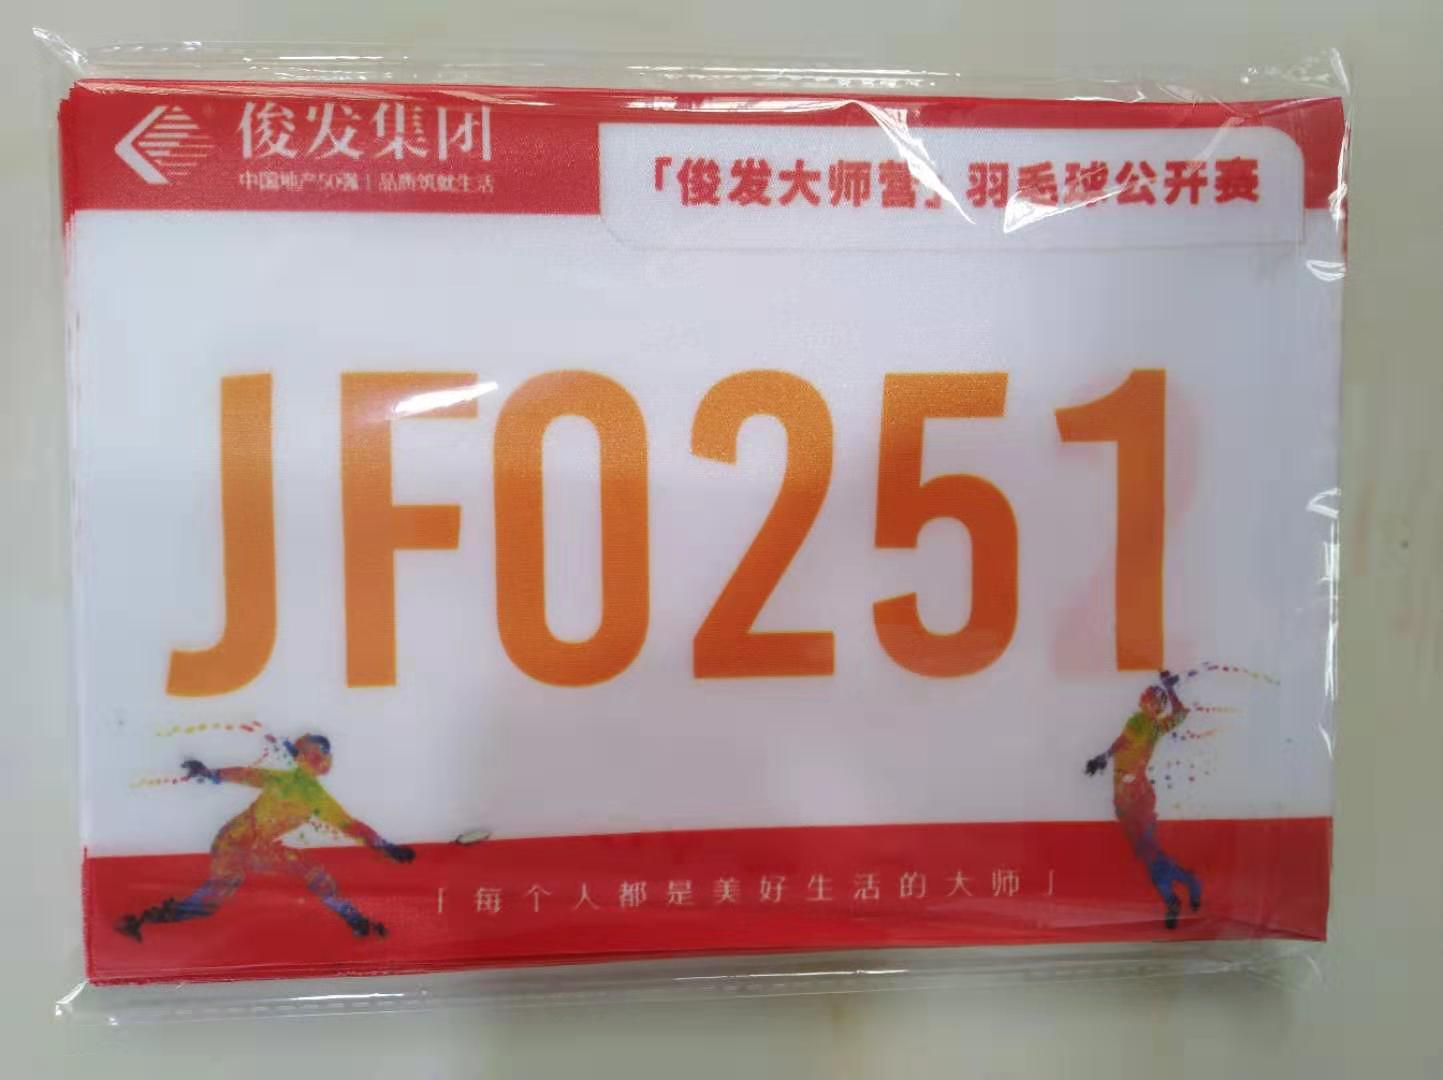 俊发集团
中国地产50强｜品质筑就生活
「俊发大师营」羽毛球公开赛
JF0251
「每个人都是美好生活的大师」